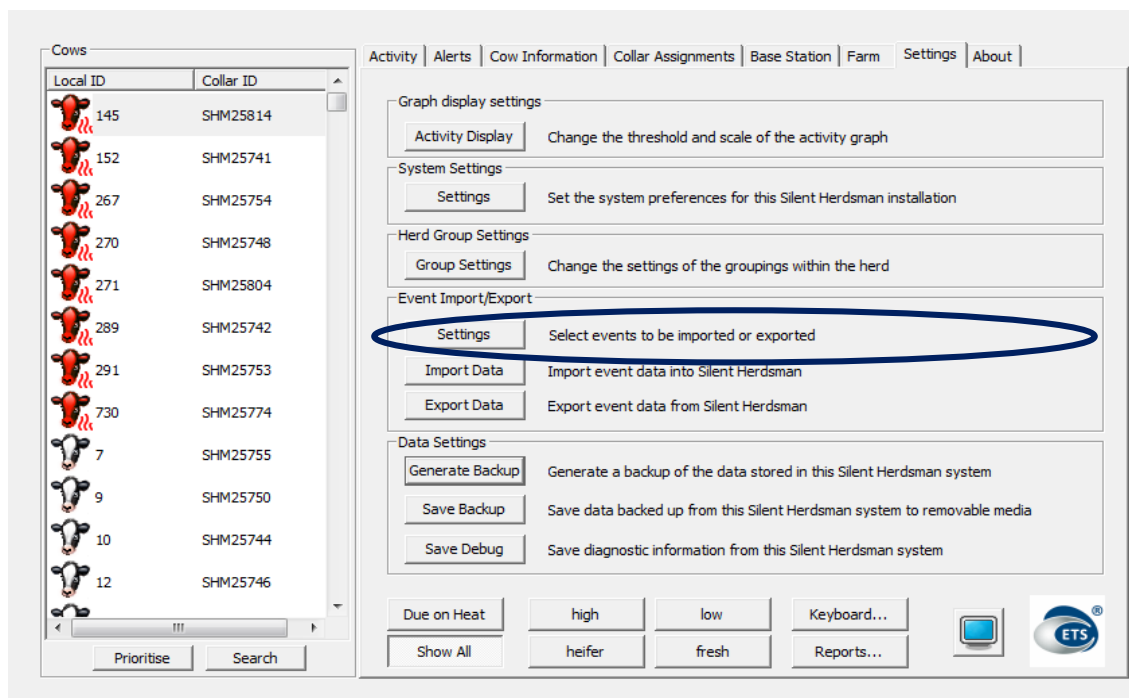 Cows
Local ID Collar ID
145 SHM25814
152 SHM25741
267 SHM25754
270 SHM25748
271 SHM25804
289 SHM25742
291 SHM25753
730 SHM25774
7 SHM25755
9 SHM25750
10 SHM25744
12 SHM25746
Prioritise Search
Activity Alerts Cow Information Collar Assignments Base Station Farm Settings About
Graph display settings
Activity Display Change the threshold and scale of the activity graph
System Settings
Settings Set the system preferences for this Silent Herdsman installation
Herd Group Settings
Group Settings Change the settings of the groupings within the herd
Event Import/Export
Settings Select events to be imported or exported
Import Data Import event data into Silent Herdsman
Export Data Export event data from Silent Herdsman
Data Settings
Generate Backup Generate a backup of the data stored in this Silent Herdsman system
Save Backup Save data backed up from this Silent Herdsman system to removable media
Save Debug Save diagnostic information from this Silent Herdsman system
Due on Heat high low Keyboard...
Show All heifer fresh Reports...
ETS ®